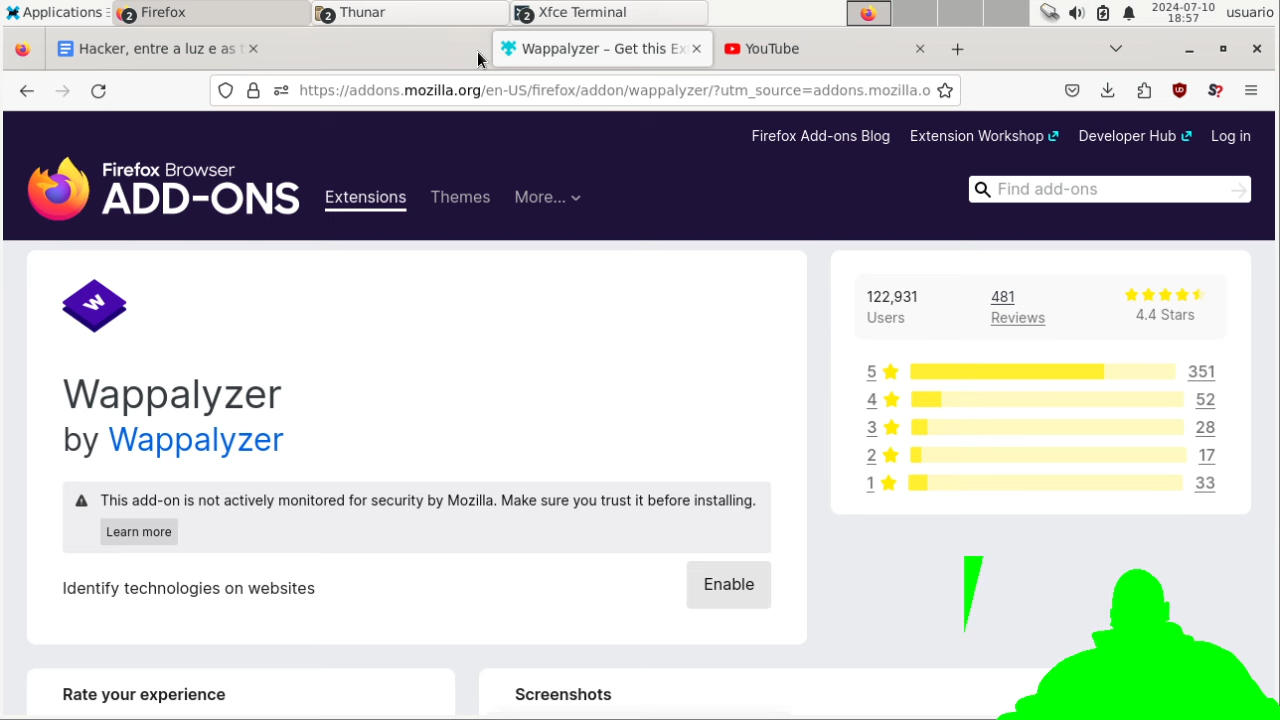 Applications
2 Firefox
2 Thunar
2 Xfce Terminal
2024-07-10
18:57
usuario
Hacker, entre a luz e as t
Wappalyzer – Get this Ex
YouTube
https://addons.mozilla.org/en-US/firefox/addon/wappalyzer/?utm_source=addons.mozilla.o
Firefox Add-ons Blog
Extension Workshop
Developer Hub
Log in
Firefox Browser
ADD-ONS
Extensions
Themes
More...
Find add-ons
W
Wappalyzer
by Wappalyzer
This add-on is not actively monitored for security by Mozilla. Make sure you trust it before installing.
Learn more
Identify technologies on websites
Enable
122,931
Users
481
Reviews
4.4 Stars
5 351
4 52
3 28
2 17
1 33
Rate your experience
Screenshots